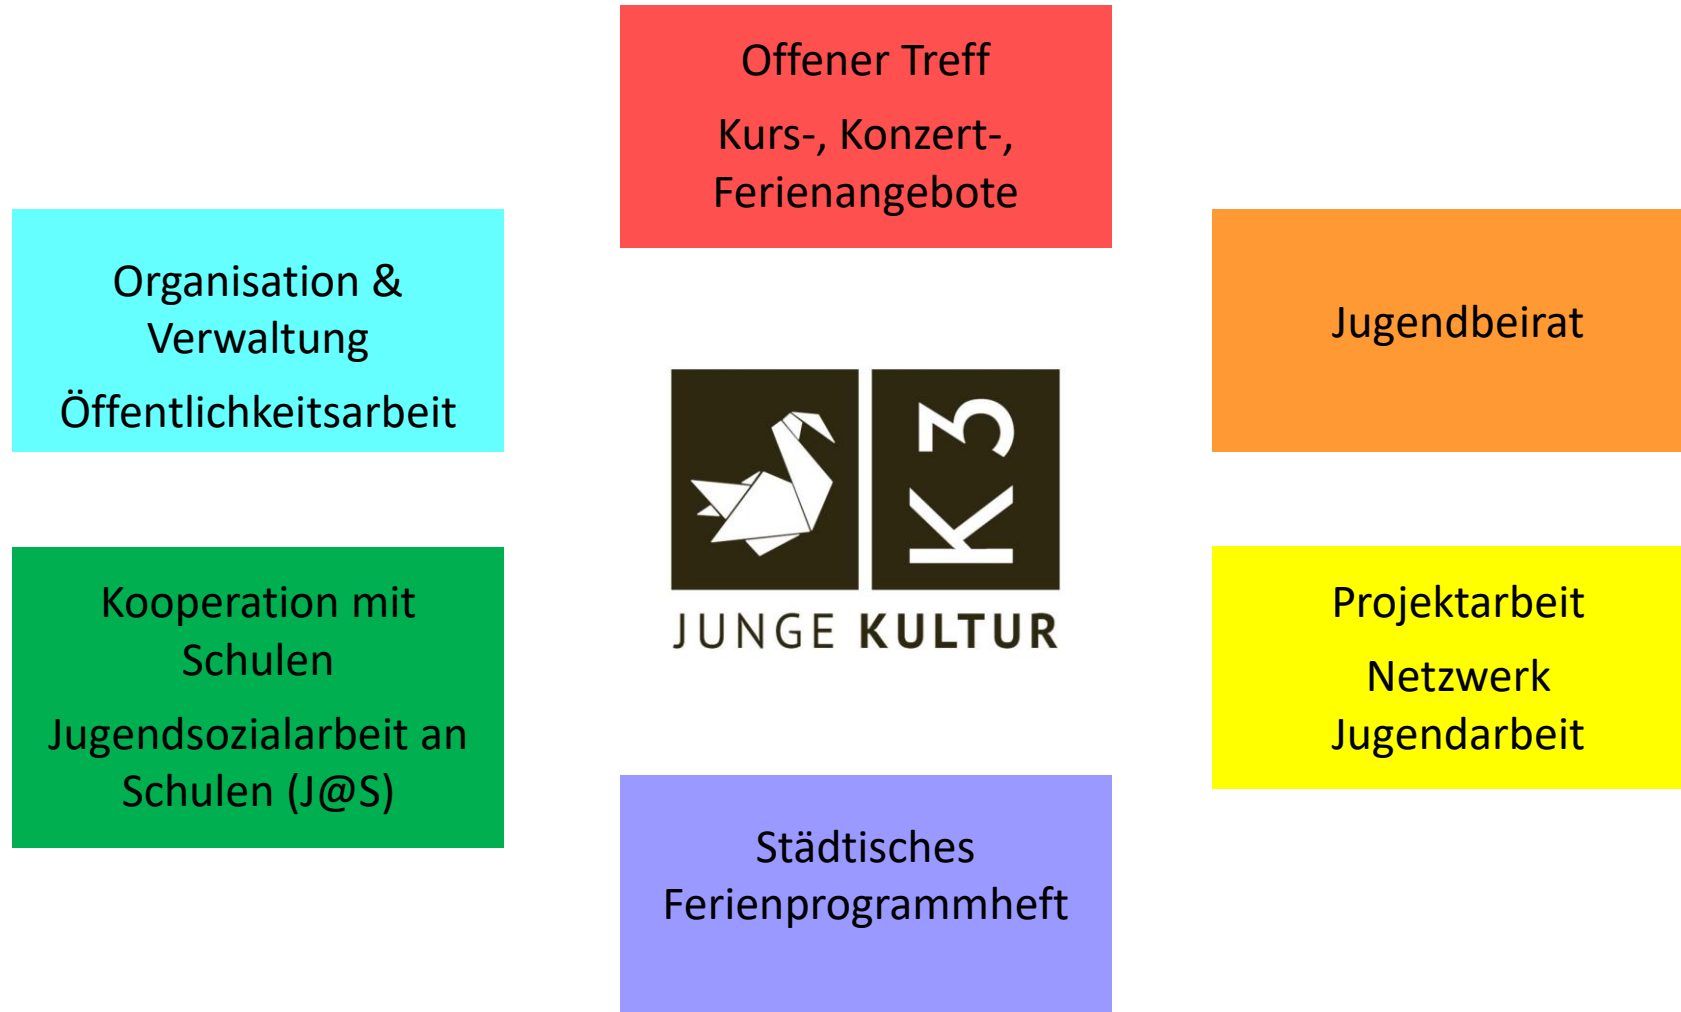 Offener Treff
Kurs-, Konzert-,
Ferienangebote
Organisation &
Verwaltung
Öffentlichkeitsarbeit
Jugendbeirat
K3
JUNGE KULTUR
Kooperation mit
Schulen
Jugendsozialarbeit an
Schulen (J@S)
Projektarbeit
Netzwerk
Jugendarbeit
Städtisches
Ferienprogrammheft